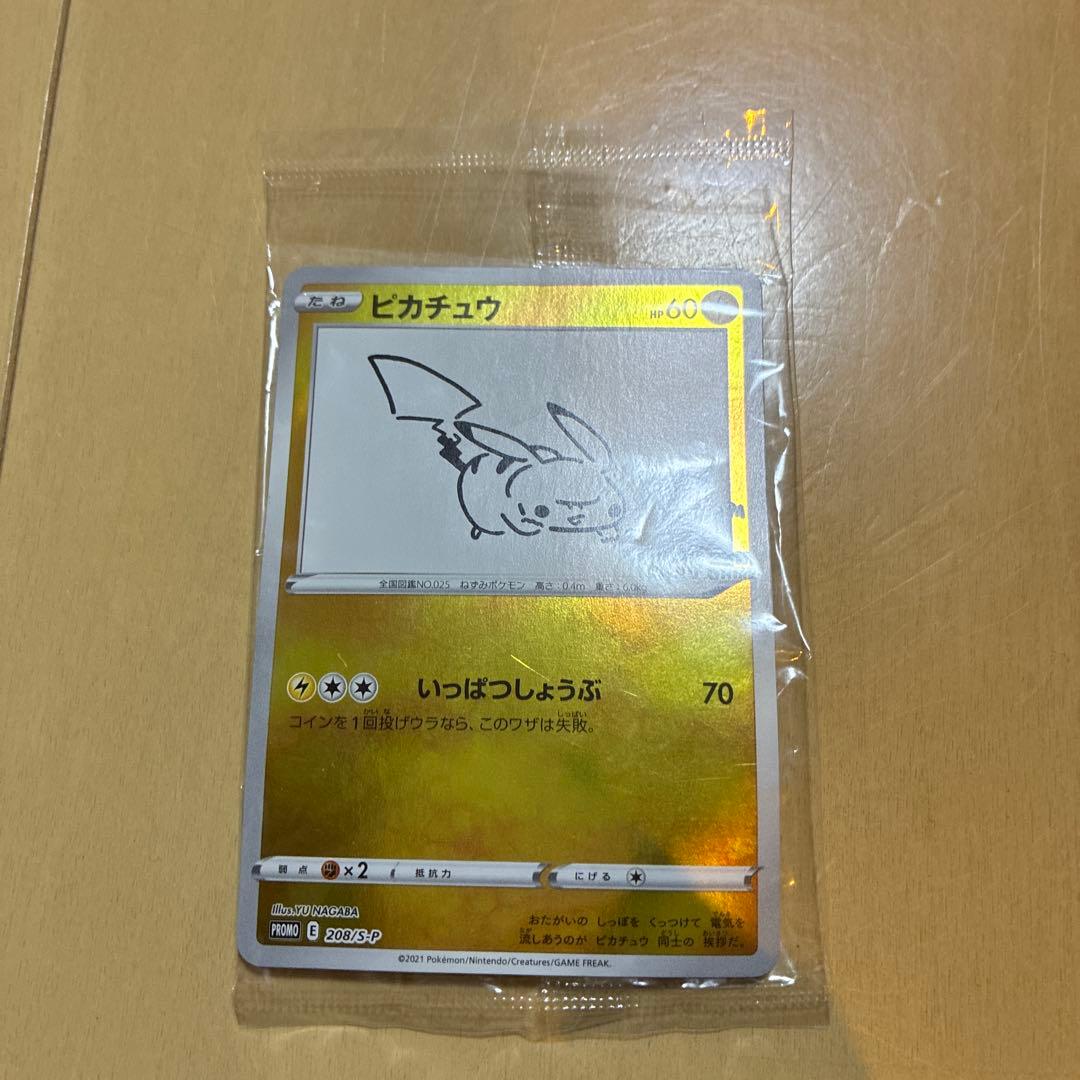 たね ピカチュウ HP60
全国図鑑NO.025 ねずみポケモン 高さ:0.4m 重さ:6.0kg
いっぱつしょうぶ 70
コインを1回投げウラなら、このワザは失敗。
弱点 ×2 抵抗力 にげる
Illus.YU NAGABA
PROMO E 208/S-P
おたがいの しっぽを くっつけて 電気を
流しあうのが ピカチュウ 同士の 挨拶だ。
©2021 Pokémon/Nintendo/Creatures/GAME FREAK.